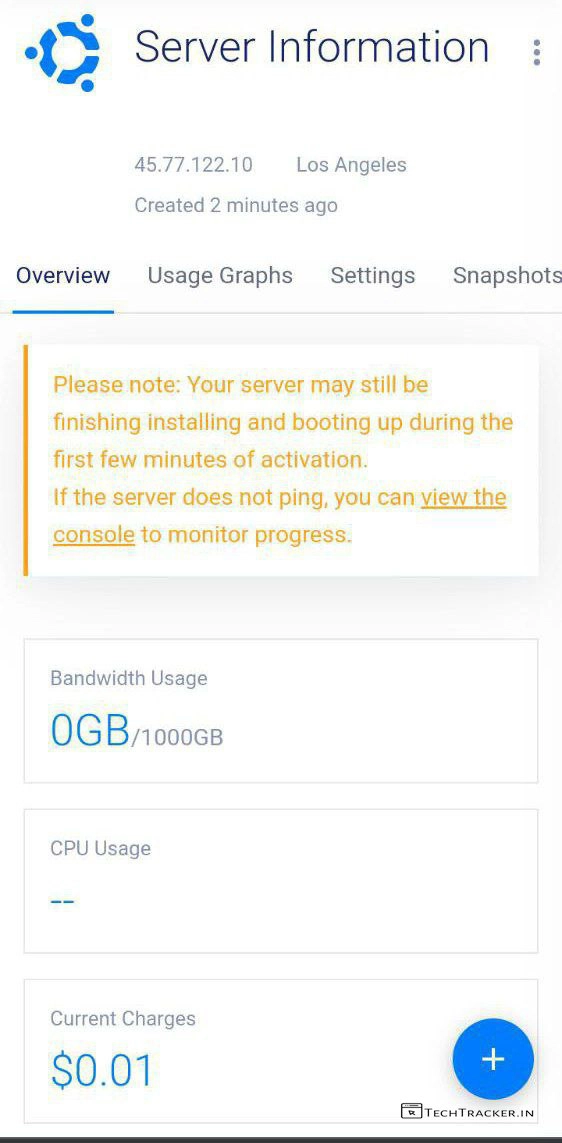 Server Information
45.77.122.10 Los Angeles
Created 2 minutes ago
Overview Usage Graphs Settings Snapshots
Please note: Your server may still be
finishing installing and booting up during the
first few minutes of activation.
If the server does not ping, you can view the
console to monitor progress.
Bandwidth Usage
0GB/1000GB
CPU Usage
--
Current Charges
$0.01
+
TECHTRACKER.IN